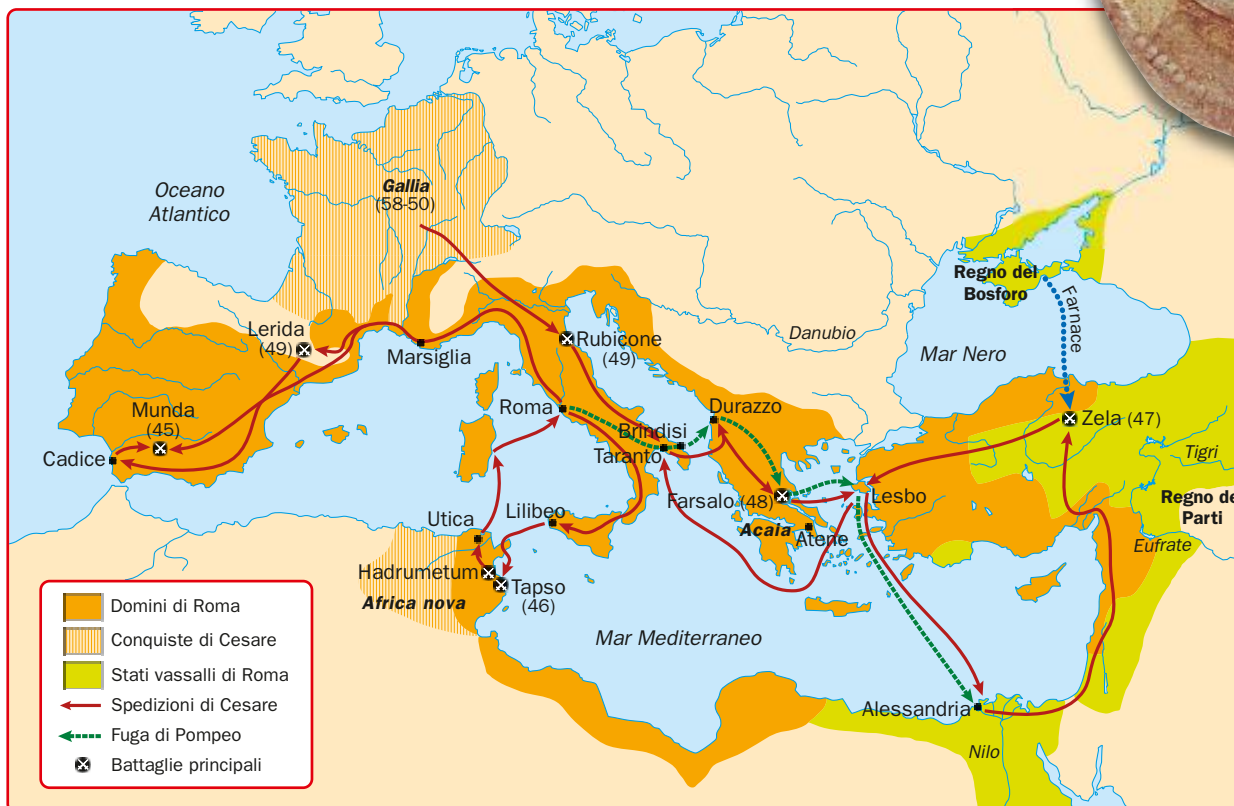 Oceano
Atlantico
Gallia
(58-50)
Regno del
Bosforo
Farnace
Lerida
(49)
Marsiglia
Rubicone
(49)
Danubio
Mar Nero
Munda
(45)
Roma
Durazzo
Zela (47)
Cadice
Brindisi
Taranto
Tigri
Farsalo (48)
Lesbo
Regno de
Parti
Utica
Lilibeo
Acaia
Atene
Eufrate
Hadrumetum
Africa nova
Tapso
(46)
Mar Mediterraneo
Alessandria
Nilo
Domini di Roma
Conquiste di Cesare
Stati vassalli di Roma
Spedizioni di Cesare
Fuga di Pompeo
Battaglie principali